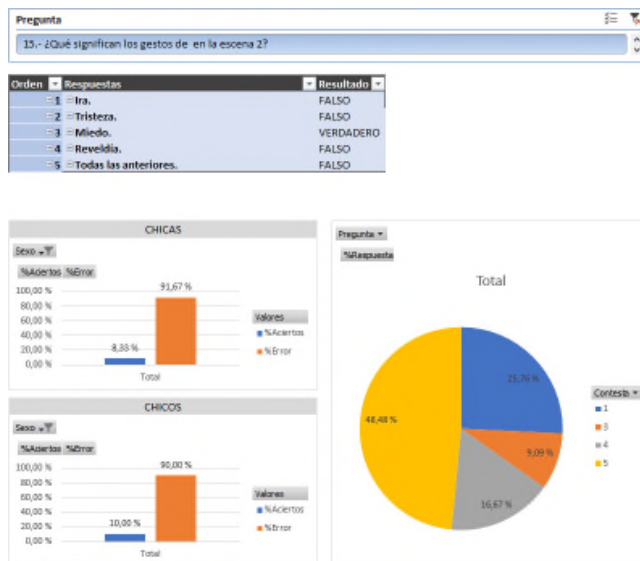 Pregunta
15.- ¿Qué significan los gestos de en la escena 2?
Orden Respuestas Resultado
1 Ira. FALSO
2 Tristeza. FALSO
3 Miedo. VERDADERO
4 Reveldía. FALSO
5 Todas las anteriores. FALSO
CHICAS
Sexo
%Aciertos %Error
100,00 %
80,00 %
60,00 %
40,00 %
20,00 %
0,00 %
8,33 %
91,67 %
Total
Valores
%Aciertos
%Error
CHICOS
Sexo
%Aciertos %Error
100,00 %
80,00 %
60,00 %
40,00 %
20,00 %
0,00 %
10,00 %
90,00 %
Total
Valores
%Aciertos
%Error
Pregunta
%Respuesta
Total
25,76 %
9,09 %
16,67 %
48,48 %
Contesta
1
3
4
5